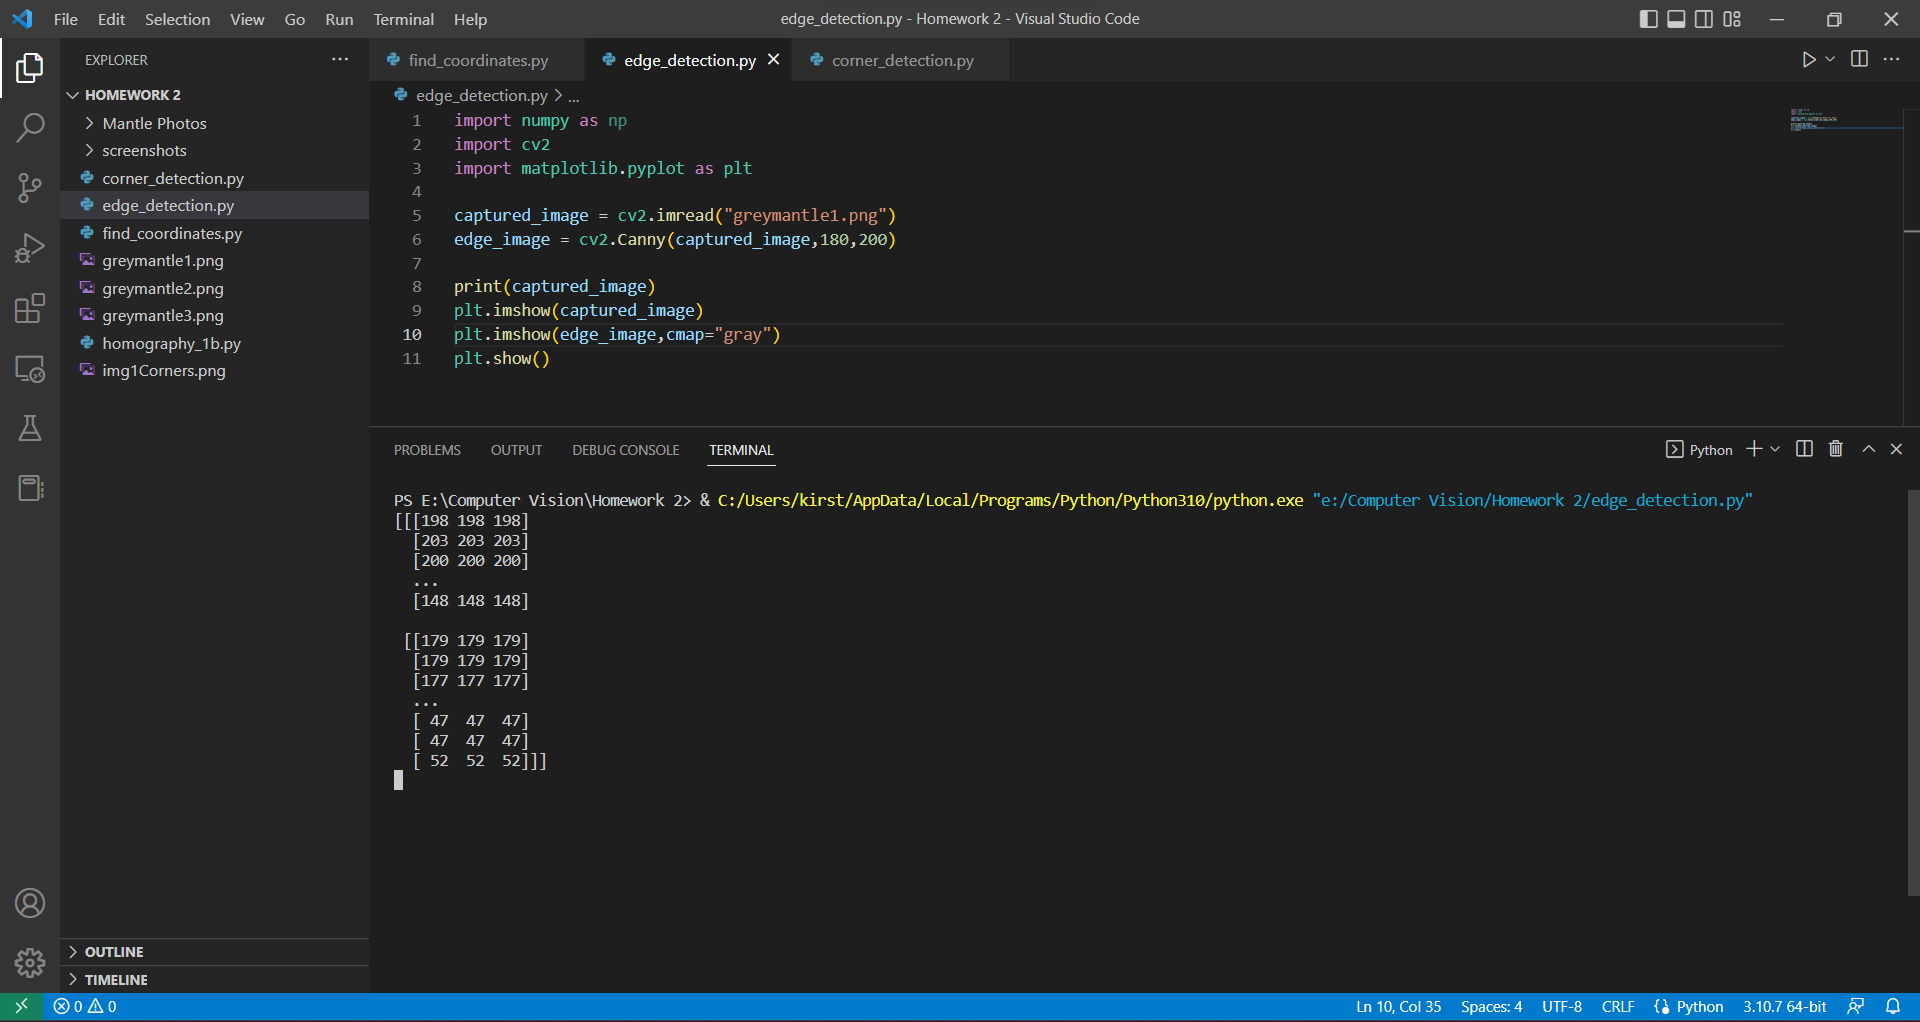 File Edit Selection View Go Run Terminal Help
edge_detection.py - Homework 2 - Visual Studio Code
EXPLORER
HOMEWORK 2
Mantle Photos
screenshots
corner_detection.py
edge_detection.py
find_coordinates.py
greymantle1.png
greymantle2.png
greymantle3.png
homography_1b.py
img1Corners.png
OUTLINE
TIMELINE
find_coordinates.py edge_detection.py corner_detection.py
edge_detection.py > ...
1 import numpy as np
2 import cv2
3 import matplotlib.pyplot as plt
4
5 captured_image = cv2.imread("greymantle1.png")
6 edge_image = cv2.Canny(captured_image,180,200)
7
8 print(captured_image)
9 plt.imshow(captured_image)
10 plt.imshow(edge_image,cmap="gray")
11 plt.show()
PROBLEMS OUTPUT DEBUG CONSOLE TERMINAL
Python
PS E:\Computer Vision\Homework 2> & C:/Users/kirst/AppData/Local/Programs/Python/Python310/python.exe "e:/Computer Vision/Homework 2/edge_detection.py"
[[[198 198 198]
[203 203 203]
[200 200 200]
...
[148 148 148]
[[179 179 179]
[179 179 179]
[177 177 177]
...
[ 47 47 47]
[ 47 47 47]
[ 52 52 52]]]
0 0
Ln 10, Col 35 Spaces: 4 UTF-8 CRLF Python 3.10.7 64-bit